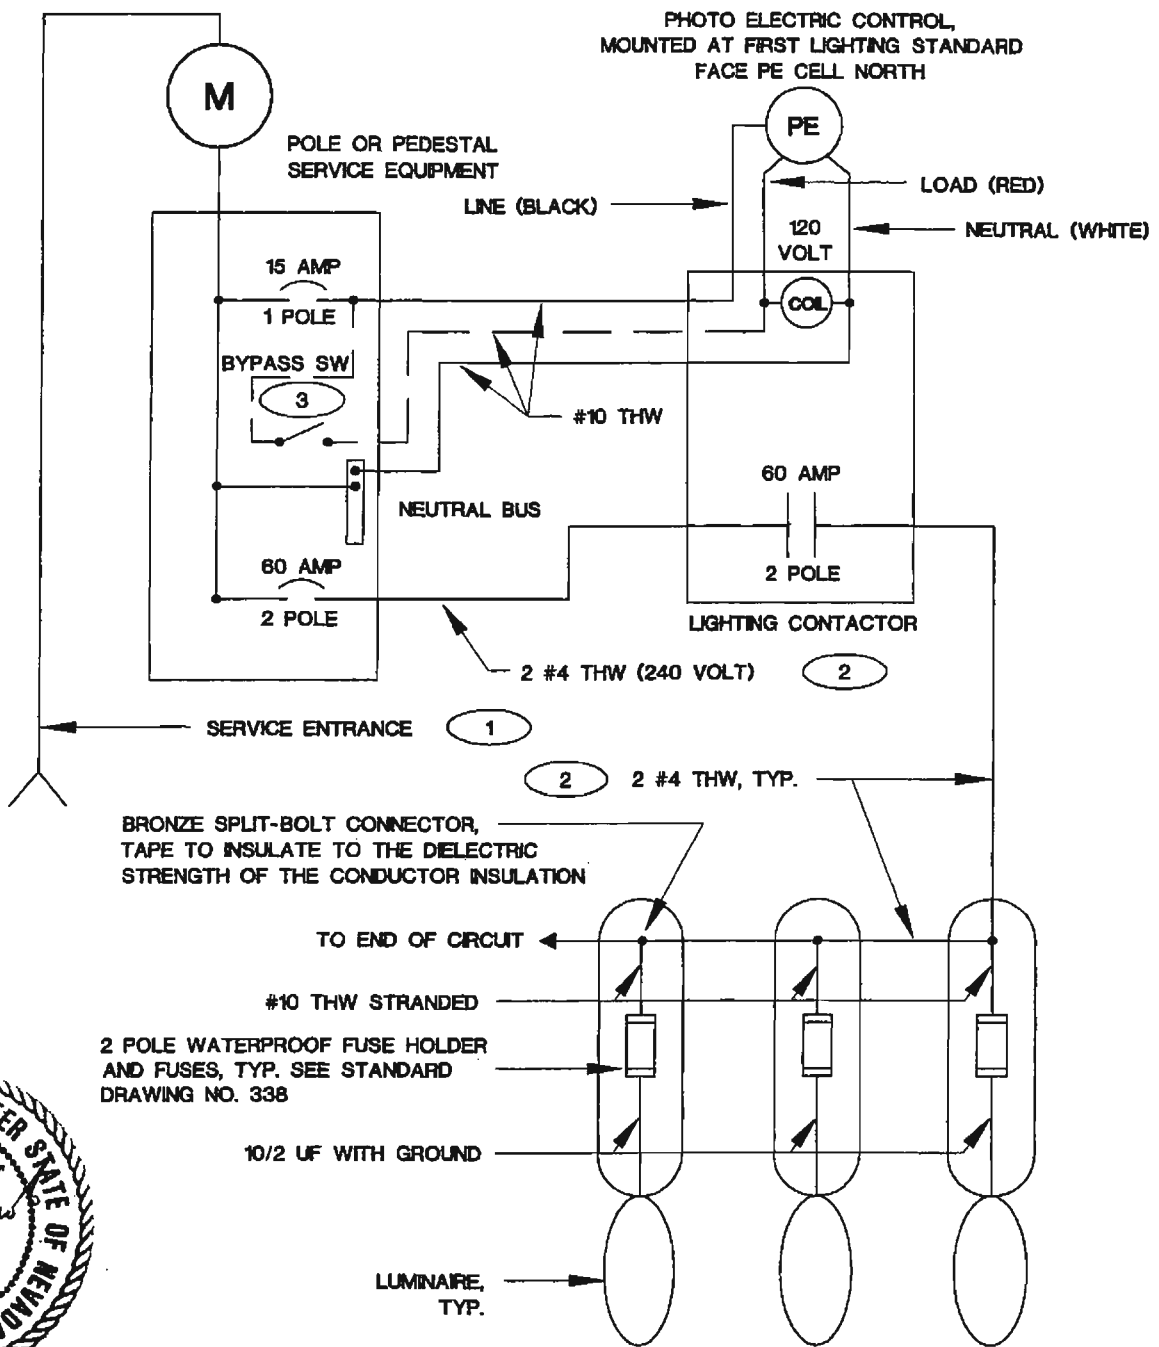 PHOTO ELECTRIC CONTROL,
MOUNTED AT FIRST LIGHTING STANDARD
FACE PE CELL NORTH
M
PE
POLE OR PEDESTAL
SERVICE EQUIPMENT
LINE (BLACK)
LOAD (RED)
120
VOLT
NEUTRAL (WHITE)
15 AMP
1 POLE
COIL
BYPASS SW
3
#10 THW
60 AMP
2 POLE
NEUTRAL BUS
60 AMP
2 POLE
LIGHTING CONTACTOR
2 #4 THW (240 VOLT)
2
SERVICE ENTRANCE
1
2
2 #4 THW, TYP.
BRONZE SPLIT-BOLT CONNECTOR,
TAPE TO INSULATE TO THE DIELECTRIC
STRENGTH OF THE CONDUCTOR INSULATION
TO END OF CIRCUIT
#10 THW STRANDED
2 POLE WATERPROOF FUSE HOLDER
AND FUSES, TYP. SEE STANDARD
DRAWING NO. 338
10/2 UF WITH GROUND
LUMINAIRE,
TYP.
STATE OF NEVADA